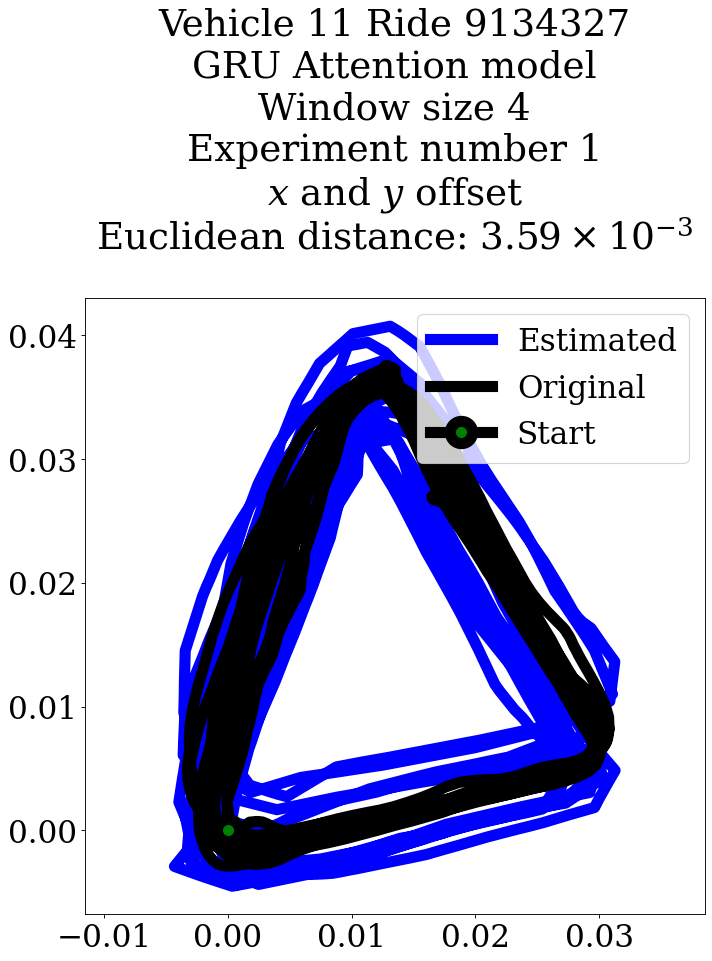 Vehicle 11 Ride 9134327
GRU Attention model
Window size 4
Experiment number 1
x and y offset
Euclidean distance: 3.59 × 10⁻³
Estimated
Original
Start
0.04
0.03
0.02
0.01
0.00
−0.01 0.00 0.01 0.02 0.03